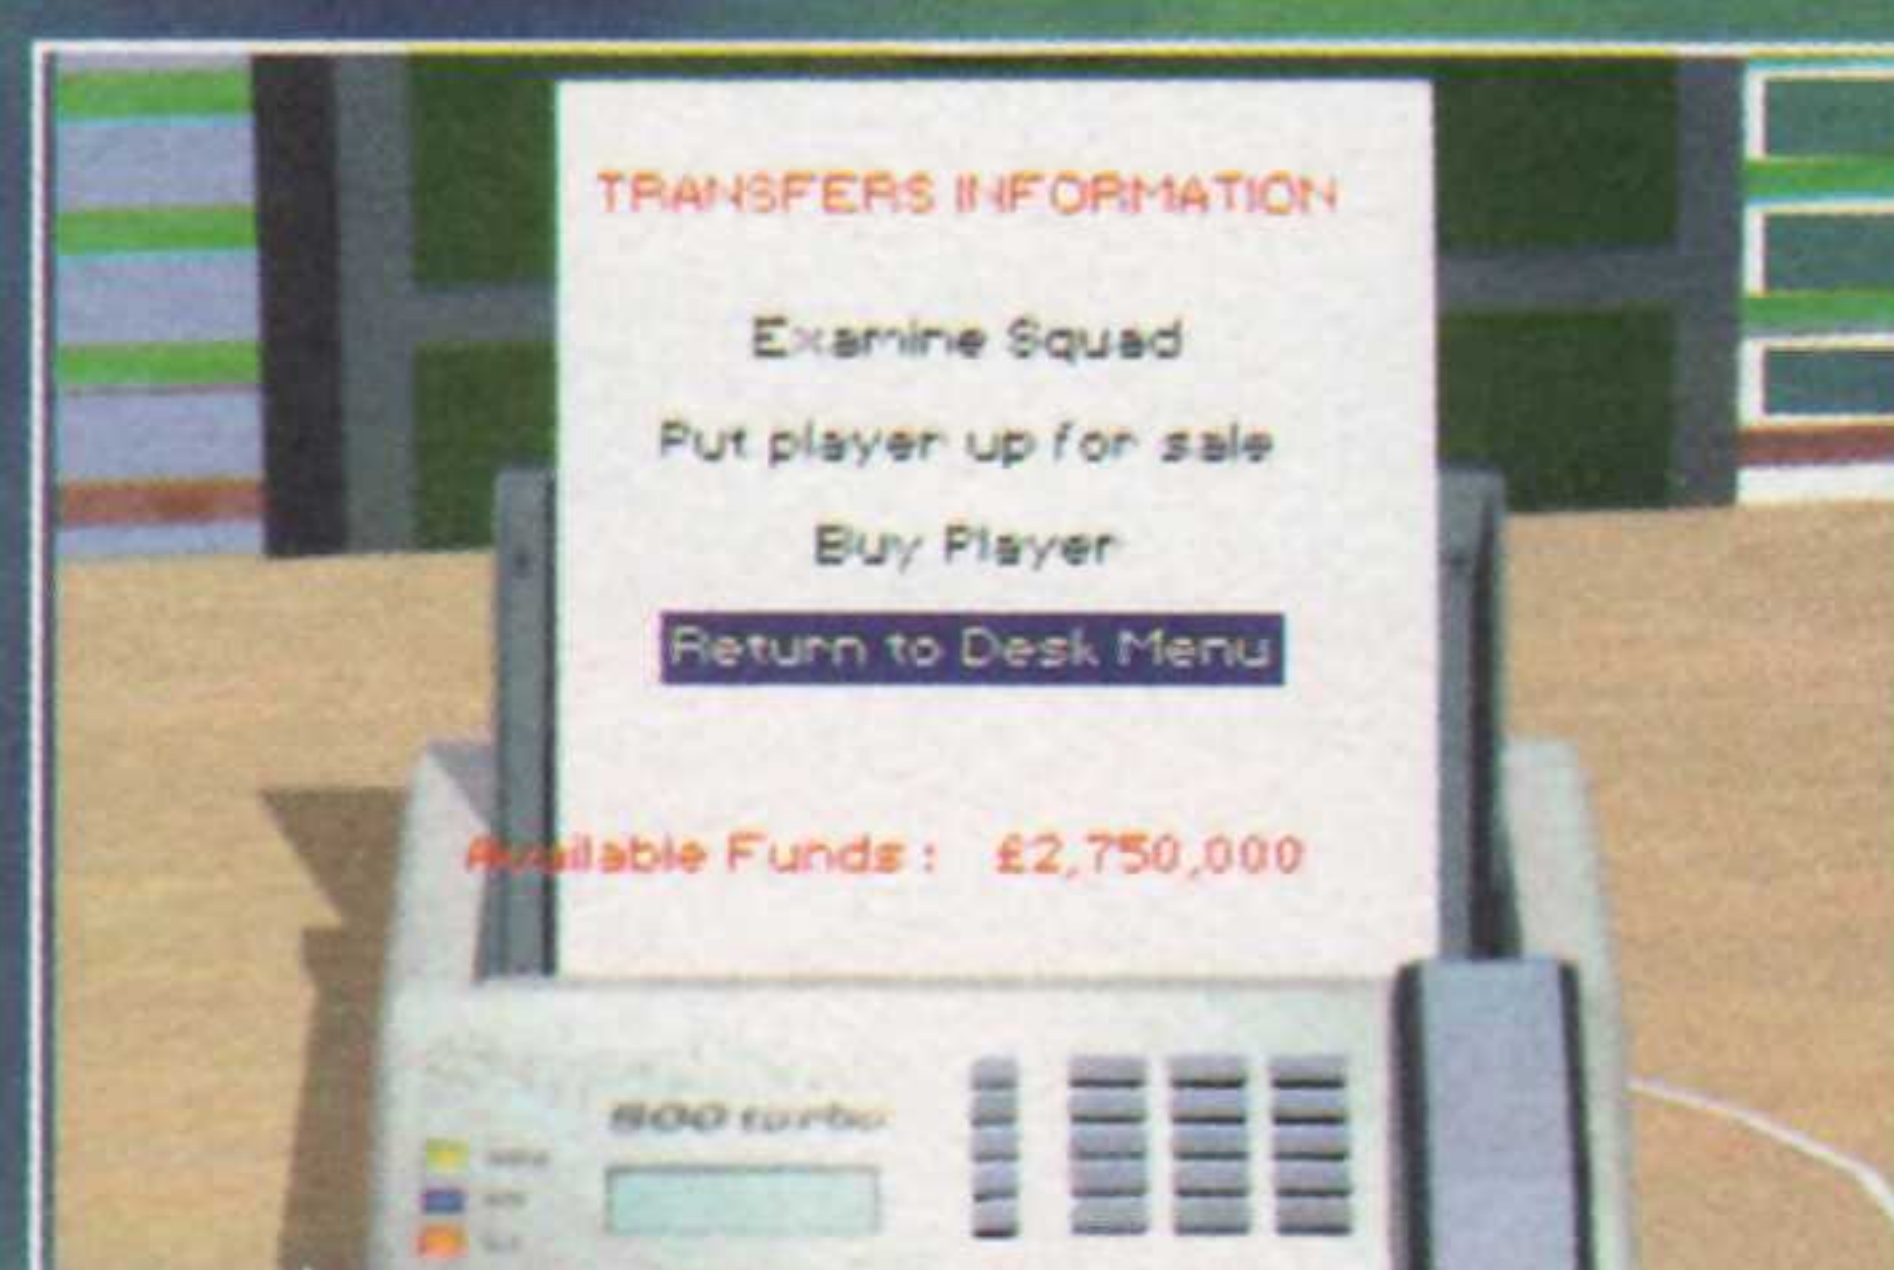 TRANSFERS INFORMATION
Examine Squad
Put player up for sale
Buy Player
Return to Desk Menu
Available Funds : £2,750,000
500 turbo